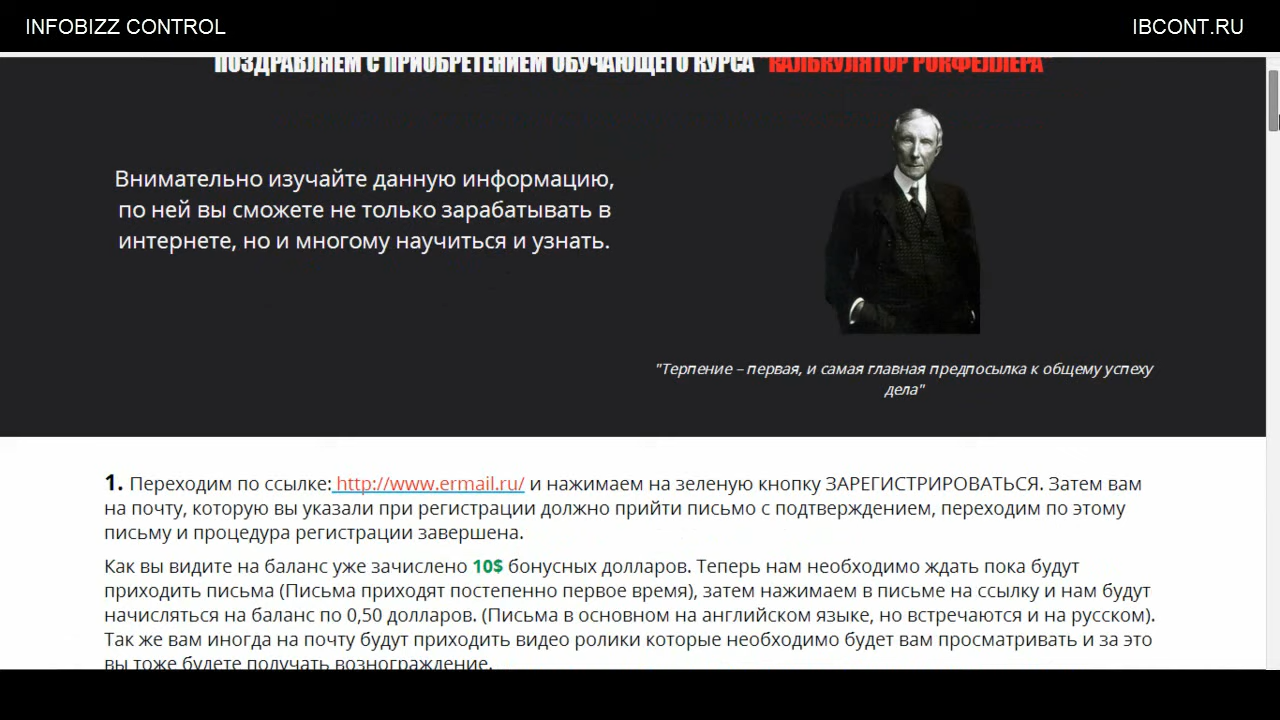 INFOBIZZ CONTROL
IBCONT.RU
ПОЗДРАВЛЯЕМ С ПРИОБРЕТЕНИЕМ ОБУЧАЮЩЕГО КУРСА "КАЛЬКУЛЯТОР РОКФЕЛЛЕРА"
Внимательно изучайте данную информацию,
по ней вы сможете не только зарабатывать в
интернете, но и многому научиться и узнать.
"Терпение – первая, и самая главная предпосылка к общему успеху
дела"
1. Переходим по ссылке: http://www.ermail.ru/ и нажимаем на зеленую кнопку ЗАРЕГИСТРИРОВАТЬСЯ. Затем вам
на почту, которую вы указали при регистрации должно прийти письмо с подтверждением, переходим по этому
письму и процедура регистрации завершена.
Как вы видите на баланс уже зачислено 10$ бонусных долларов. Теперь нам необходимо ждать пока будут
приходить письма (Письма приходят постепенно первое время), затем нажимаем в письме на ссылку и нам будут
начисляться на баланс по 0,50 долларов. (Письма в основном на английском языке, но встречаются и на русском).
Так же вам иногда на почту будут приходить видео ролики которые необходимо будет вам просматривать и за это
вы тоже будете получать вознаграждение.